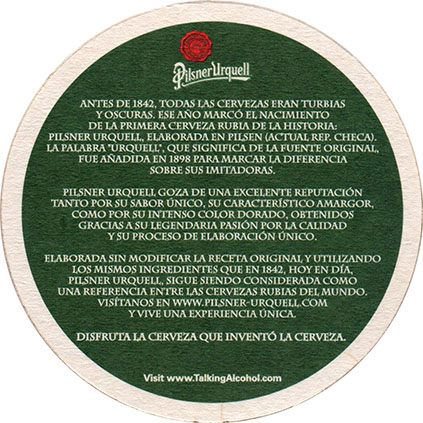 Pilsner Urquell
ANTES DE 1842, TODAS LAS CERVEZAS ERAN TURBIAS
Y OSCURAS. ESE AÑO MARCÓ EL NACIMIENTO
DE LA PRIMERA CERVEZA RUBIA DE LA HISTORIA:
PILSNER URQUELL, ELABORADA EN PILSEN (ACTUAL REP. CHECA).
LA PALABRA "URQUELL", QUE SIGNIFICA DE LA FUENTE ORIGINAL,
FUE AÑADIDA EN 1898 PARA MARCAR LA DIFERENCIA
SOBRE SUS IMITADORAS.
PILSNER URQUELL GOZA DE UNA EXCELENTE REPUTACIÓN
TANTO POR SU SABOR ÚNICO, SU CARACTERÍSTICO AMARGOR,
COMO POR SU INTENSO COLOR DORADO, OBTENIDOS
GRACIAS A SU LEGENDARIA PASIÓN POR LA CALIDAD
Y SU PROCESO DE ELABORACIÓN ÚNICO.
ELABORADA SIN MODIFICAR LA RECETA ORIGINAL Y UTILIZANDO
LOS MISMOS INGREDIENTES QUE EN 1842, HOY EN DÍA,
PILSNER URQUELL, SIGUE SIENDO CONSIDERADA COMO
UNA REFERENCIA ENTRE LAS CERVEZAS RUBIAS DEL MUNDO.
VISÍTANOS EN WWW.PILSNER-URQUELL.COM
Y VIVE UNA EXPERIENCIA ÚNICA.
DISFRUTA LA CERVEZA QUE INVENTÓ LA CERVEZA.
Visit www.TalkingAlcohol.com